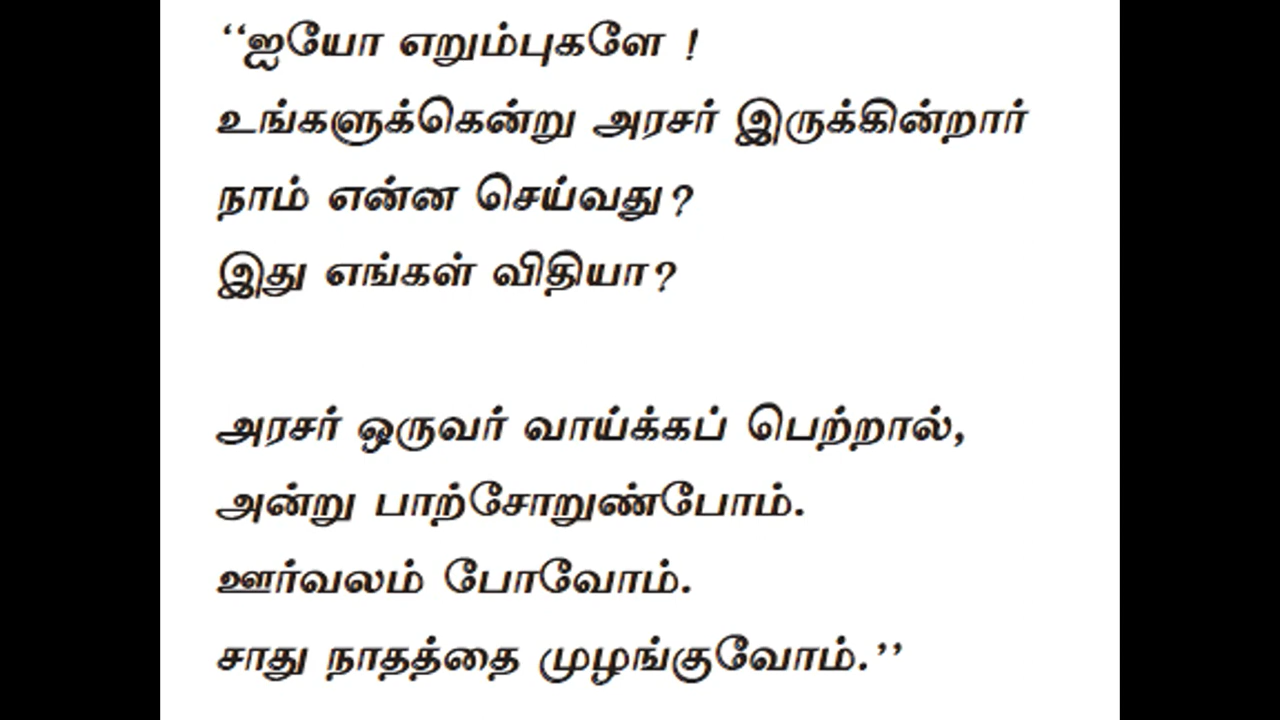 “ஐயோ எறும்புகளே !
உங்களுக்கென்று அரசர் இருக்கின்றார்
நாம் என்ன செய்வது?
இது எங்கள் விதியா?
அரசர் ஒருவர் வாய்க்கப் பெற்றால்,
அன்று பாற்சோறுண்போம்.
ஊர்வலம் போவோம்.
சாது நாதத்தை முழங்குவோம்.’’